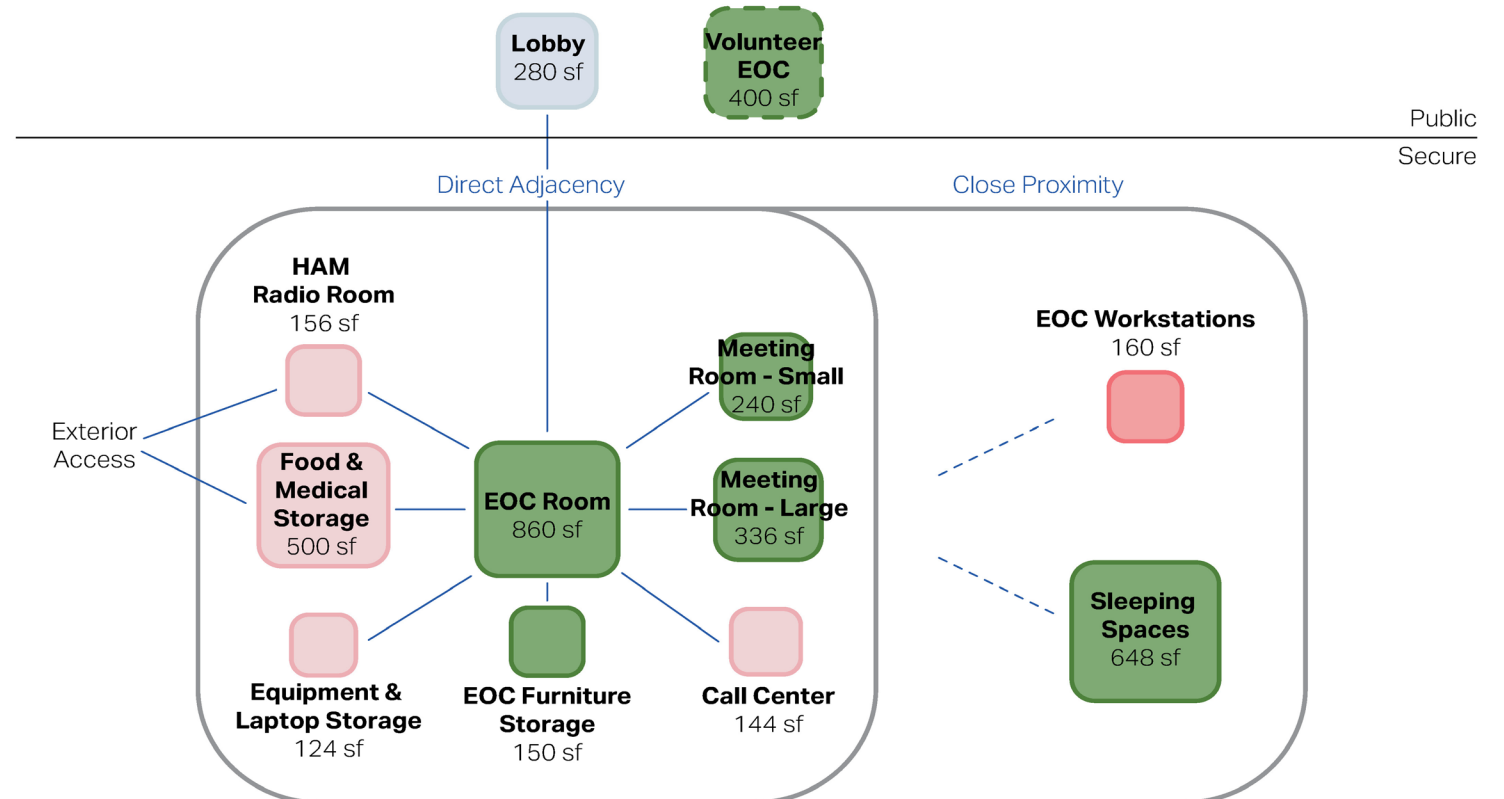 Lobby
280 sf
Volunteer
EOC
400 sf
Public
Secure
Direct Adjacency
Close Proximity
HAM
Radio Room
156 sf
Exterior
Access
Food &
Medical
Storage
500 sf
Equipment &
Laptop Storage
124 sf
EOC Room
860 sf
EOC Furniture
Storage
150 sf
Meeting
Room - Small
240 sf
Meeting
Room - Large
336 sf
Call Center
144 sf
EOC Workstations
160 sf
Sleeping
Spaces
648 sf